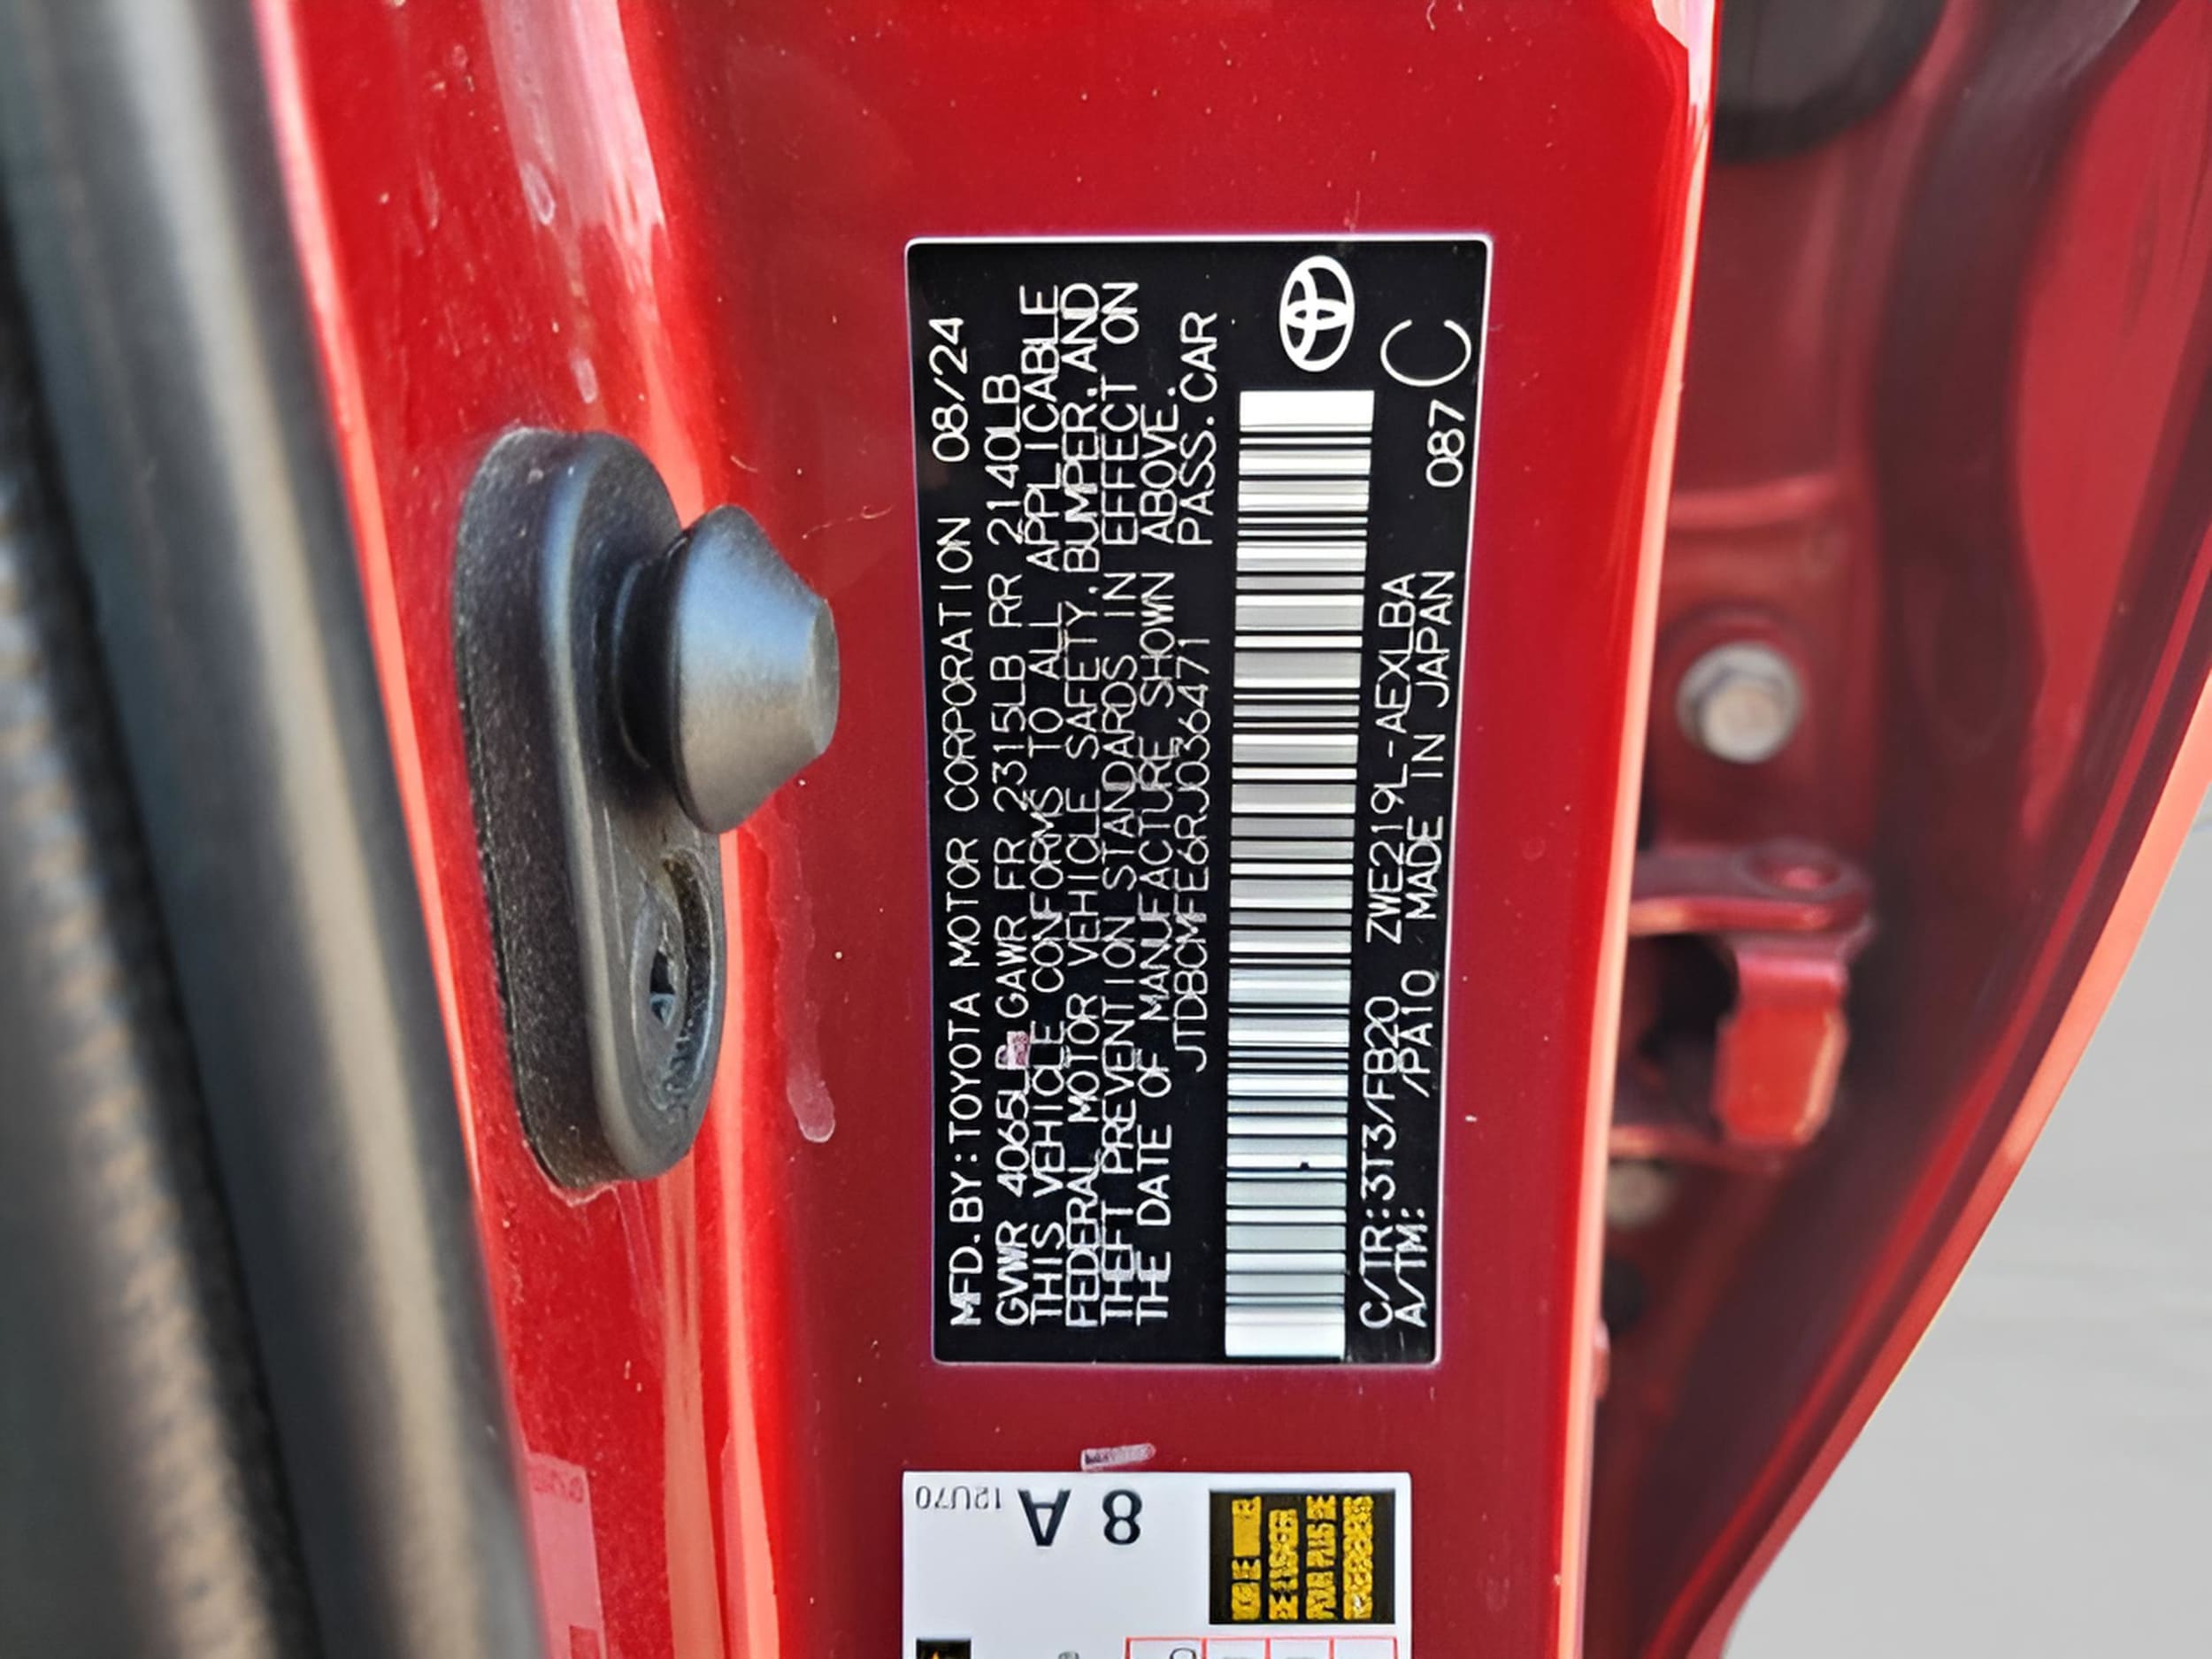 MFD.BY:TOYOTA MOTOR CORPORATION 08/24
GVWR 4065LB GAWR FR 2315LB RR 2140LB
THIS VEHICLE CONFORMS TO ALL APPLICABLE
FEDERAL MOTOR VEHICLE SAFETY, BUMPER, AND
THEFT PREVENTION STANDARDS IN EFFECT ON
THE DATE OF MANUFACTURE SHOWN ABOVE.
JTDBCMFE6RJ036471 PASS.CAR
C/TR:3T3/FB20 ZWE219L-AEXLBA
A/TM: /PA10 MADE IN JAPAN 087 C
8 A
12U70